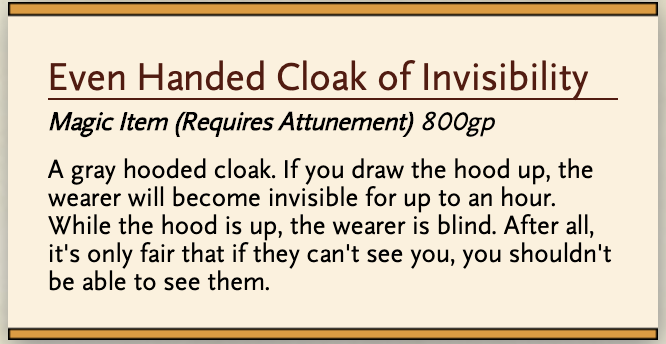 Even Handed Cloak of Invisibility
Magic Item (Requires Attunement) 800gp
A gray hooded cloak. If you draw the hood up, the
wearer will become invisible for up to an hour.
While the hood is up, the wearer is blind. After all,
it's only fair that if they can't see you, you shouldn't
be able to see them.